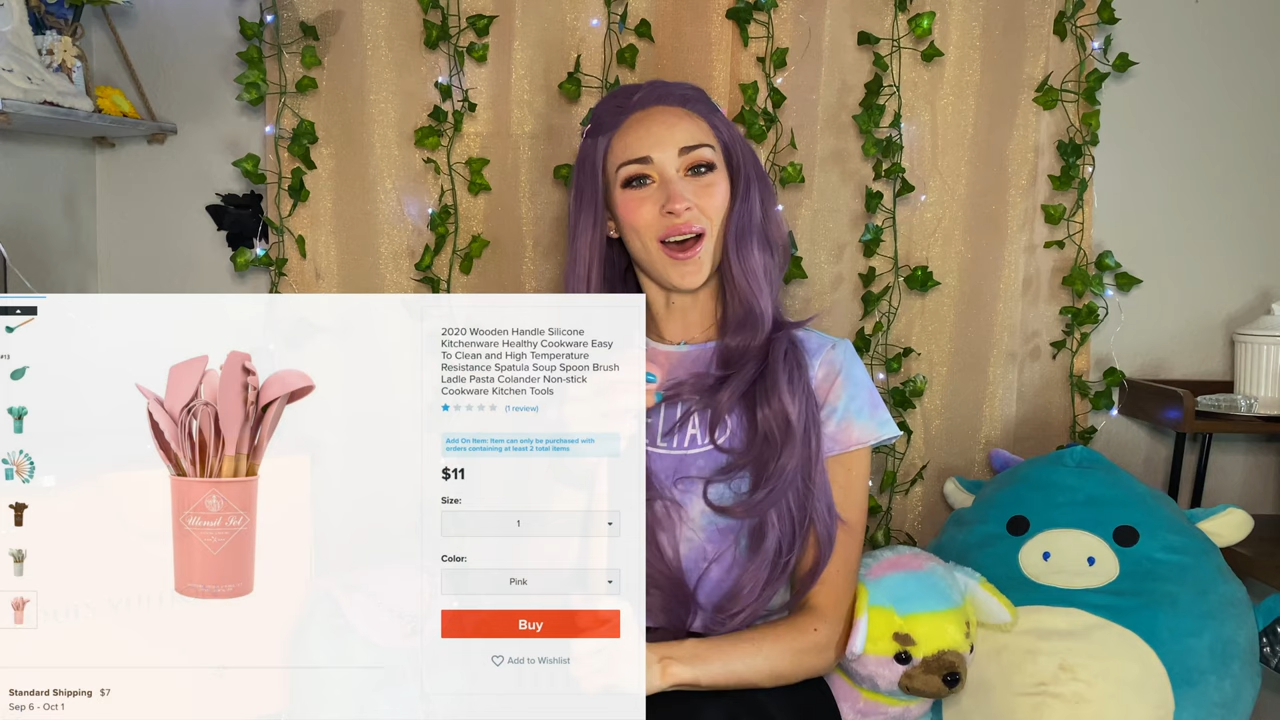 #13
2020 Wooden Handle Silicone
Kitchenware Healthy Cookware Easy
To Clean and High Temperature
Resistance Spatula Soup Spoon Brush
Ladle Pasta Colander Non-stick
Cookware Kitchen Tools
(1 review)
Add On Item: Item can only be purchased with
orders containing at least 2 total items
$11
Size:
1
Color:
Pink
Buy
Add to Wishlist
Utensil Set
Standard Shipping $7
Sep 6 - Oct 1